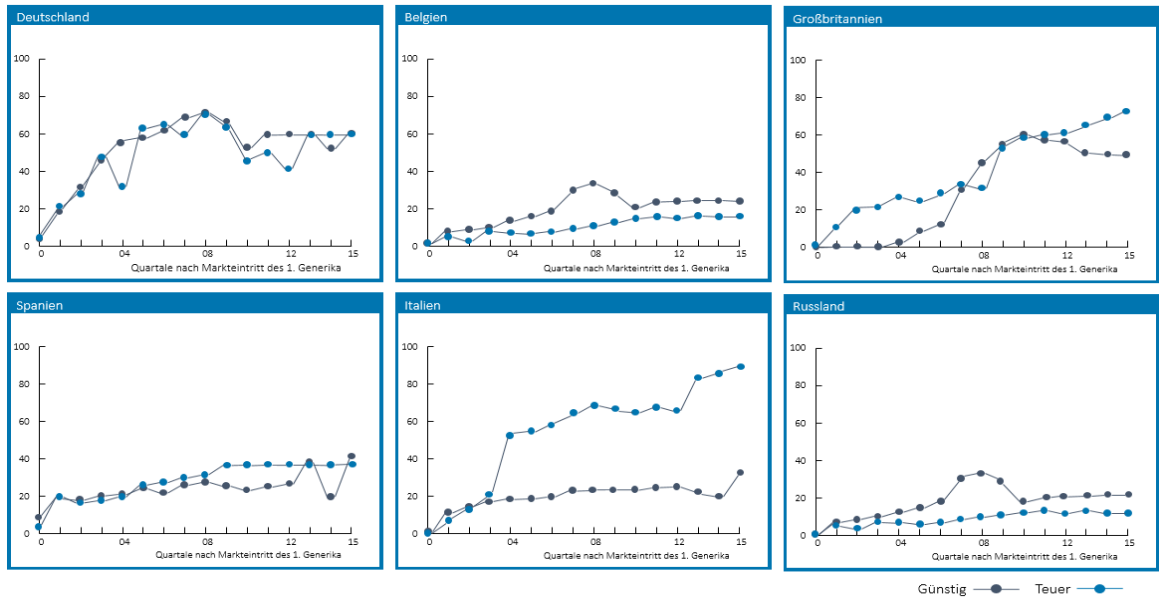 Deutschland
100
80
60
40
20
0
0 04 08 12 15
Quartale nach Markteintritt des 1. Generika
Belgien
100
80
60
40
20
0
0 04 08 12 15
Quartale nach Markteintritt des 1. Generika
Großbritannien
100
80
60
40
20
0
0 04 08 12 15
Quartale nach Markteintritt des 1. Generika
Spanien
100
80
60
40
20
0
0 04 08 12 15
Quartale nach Markteintritt des 1. Generika
Italien
100
80
60
40
20
0
0 04 08 12 15
Quartale nach Markteintritt des 1. Generika
Russland
100
80
60
40
20
0
0 04 08 12 15
Quartale nach Markteintritt des 1. Generika
Günstig Teuer